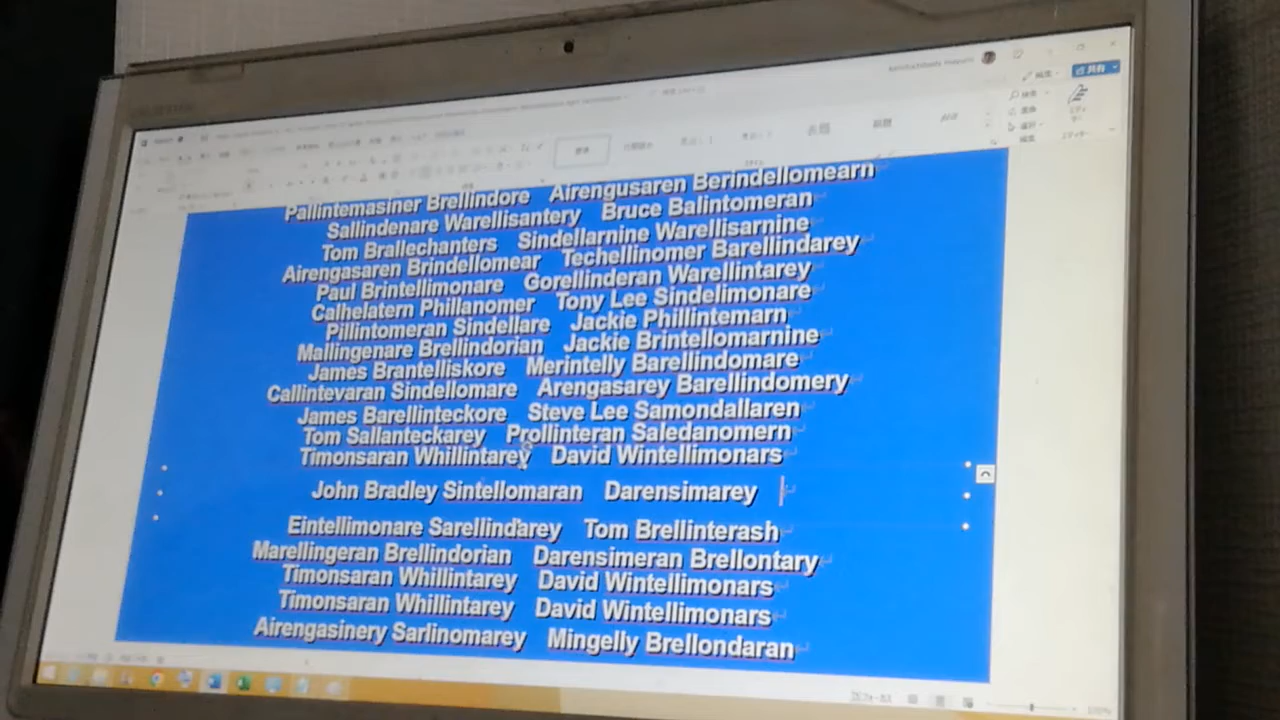 共有
Pallintemasiner Brellindore Airengusaren Berindellomearn
Sallindenare Warellisantery Bruce Balintomeran
Tom Brallechanters Sindellarnine Warellisarnine
Airengasaren Brindellomear Techellinomer Barellindarey
Paul Brintellimonare Gorellinderan Warellintarey
Calhelatern Phillanomer Tony Lee Sindelimonare
Pillintomeran Sindellare Jackie Phillintemarn
Mallingenare Brellindorian Jackie Brintellomarnine
James Brantelliskore Merintelly Barellindomare
Callintevaran Sindellomare Arengasarey Barellindomery
James Barellinteckore Steve Lee Samondallaren
Tom Sallanteckarey Prollinteran Saledanomern
Timonsaran Whillintarey David Wintellimonars
John Bradley Sintellomaran Darensimarey
Eintellimonare Sarellindarey Tom Brellinterash
Marellingeran Brellindorian Darensimeran Brellontary
Timonsaran Whillintarey David Wintellimonars
Timonsaran Whillintarey David Wintellimonars
Airengasinery Sarlinomarey Mingelly Brellondaran